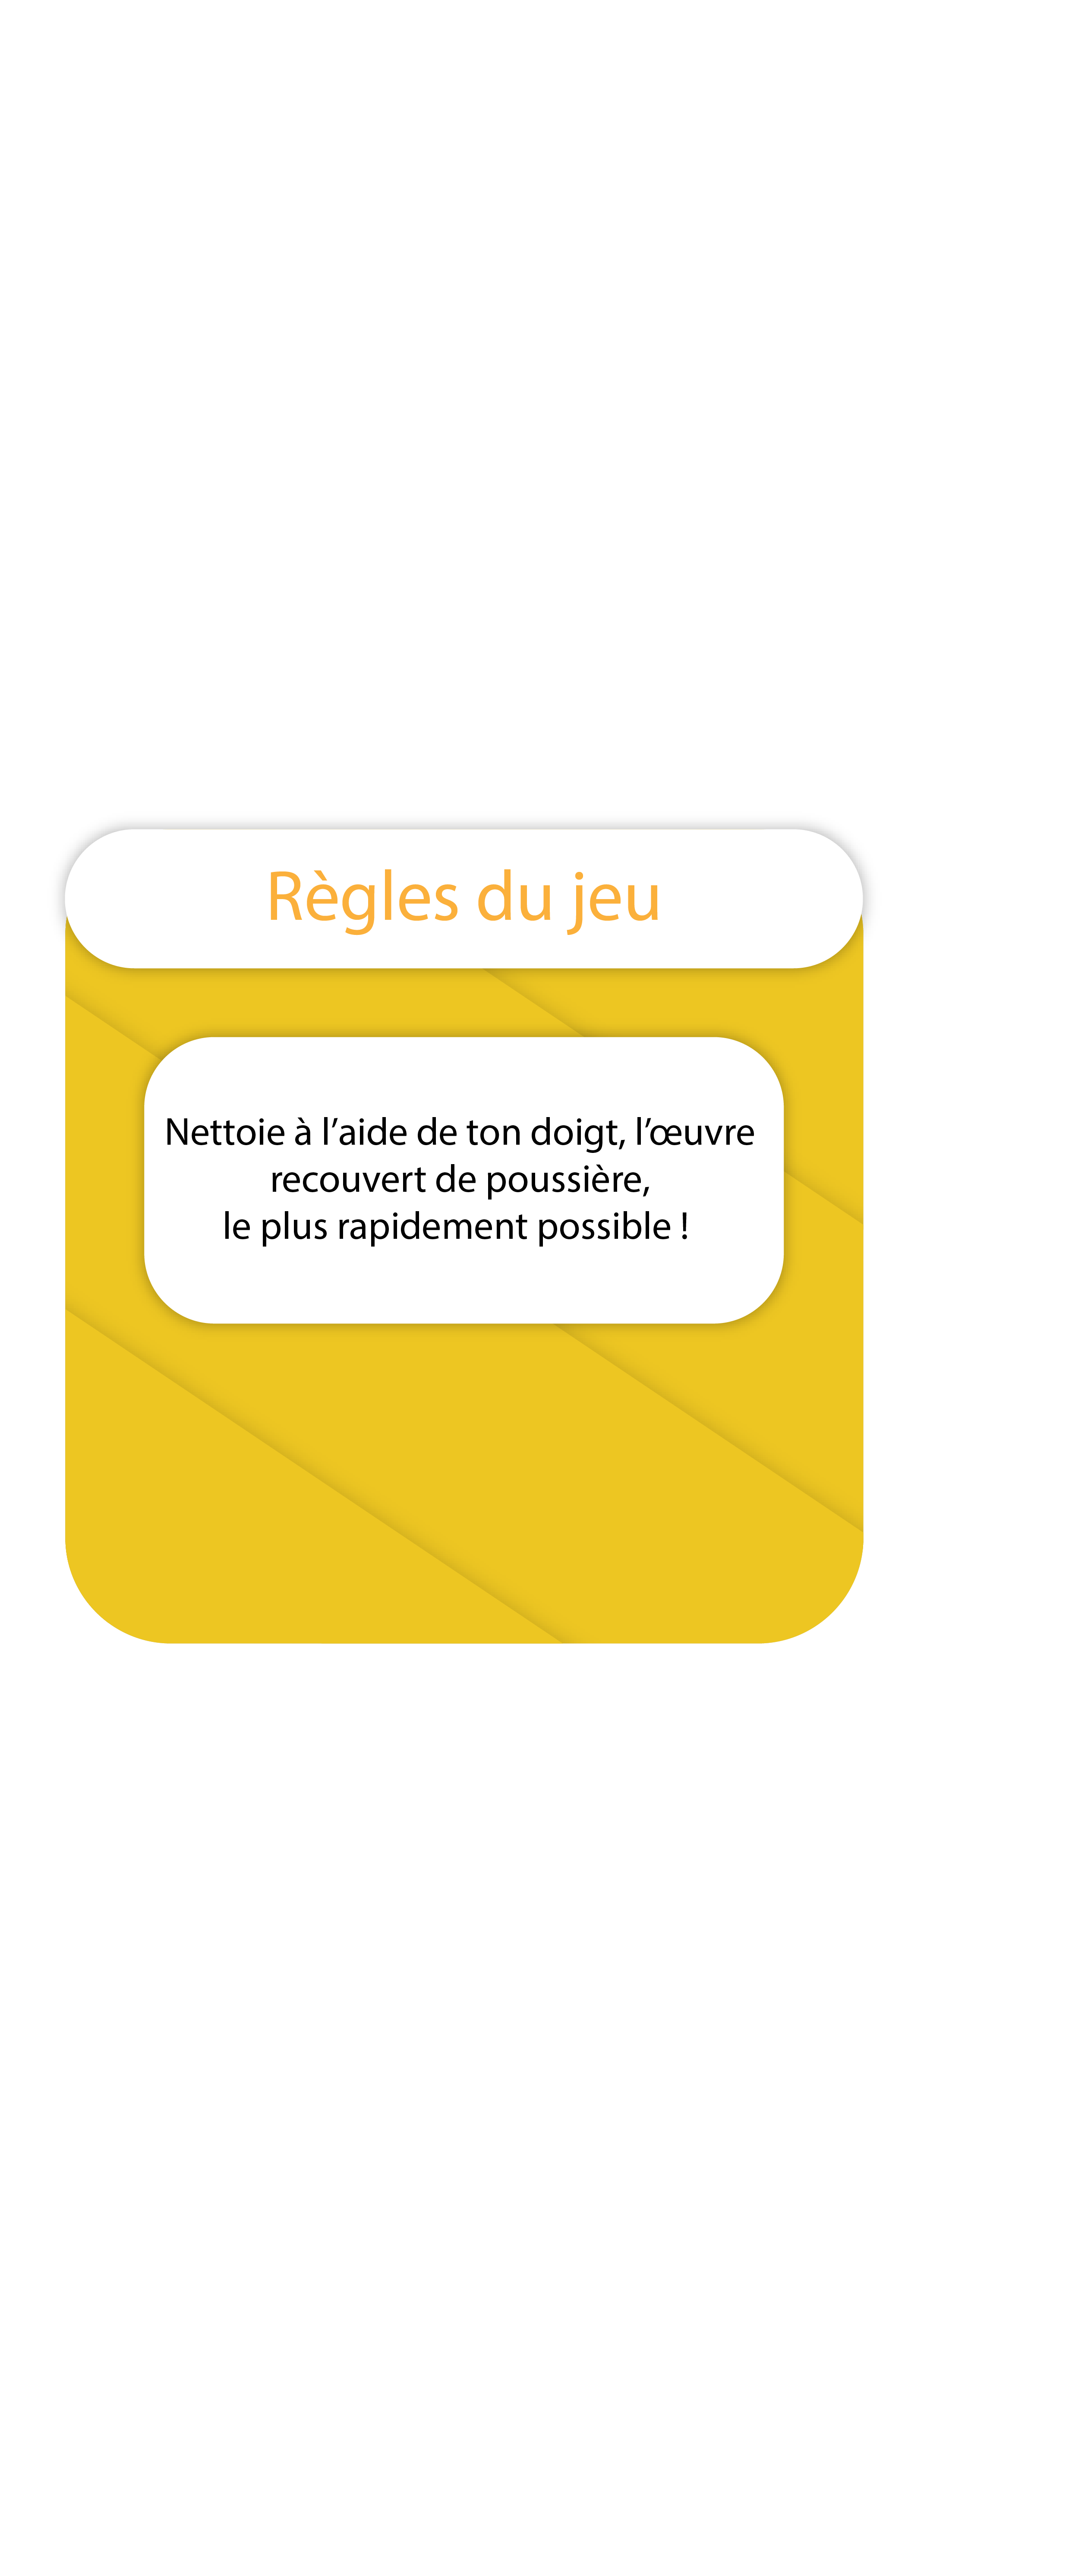 Règles du jeu
Nettoie à l’aide de ton doigt, l’œuvre
recouvert de poussière,
le plus rapidement possible !